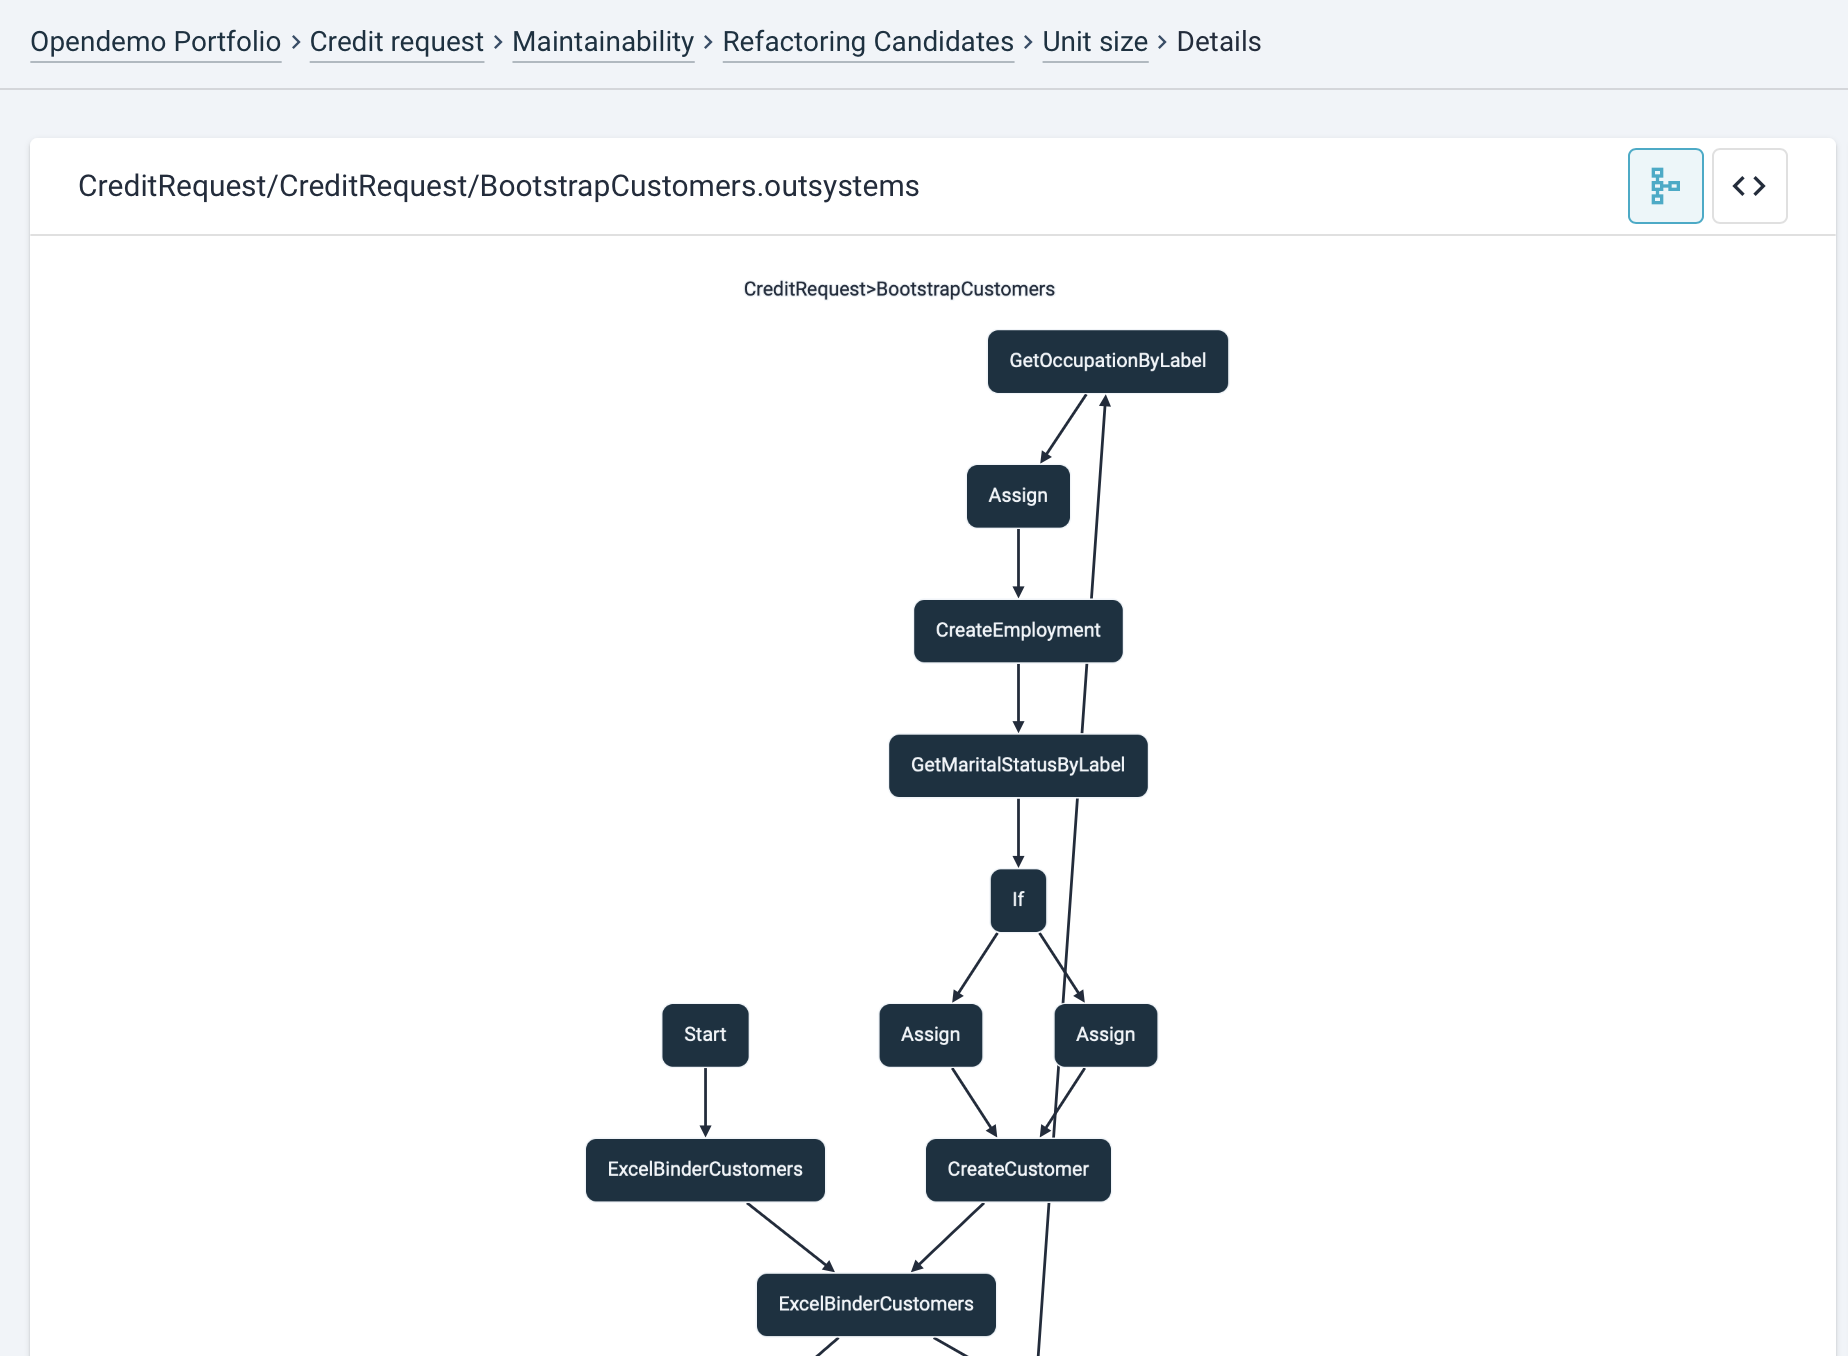 Opendemo Portfolio > Credit request > Maintainability > Refactoring Candidates > Unit size > Details
CreditRequest/CreditRequest/BootstrapCustomers.outsystems
CreditRequest>BootstrapCustomers
GetOccupationByLabel
Assign
CreateEmployment
GetMaritalStatusByLabel
If
Start
Assign
Assign
ExcelBinderCustomers
CreateCustomer
ExcelBinderCustomers